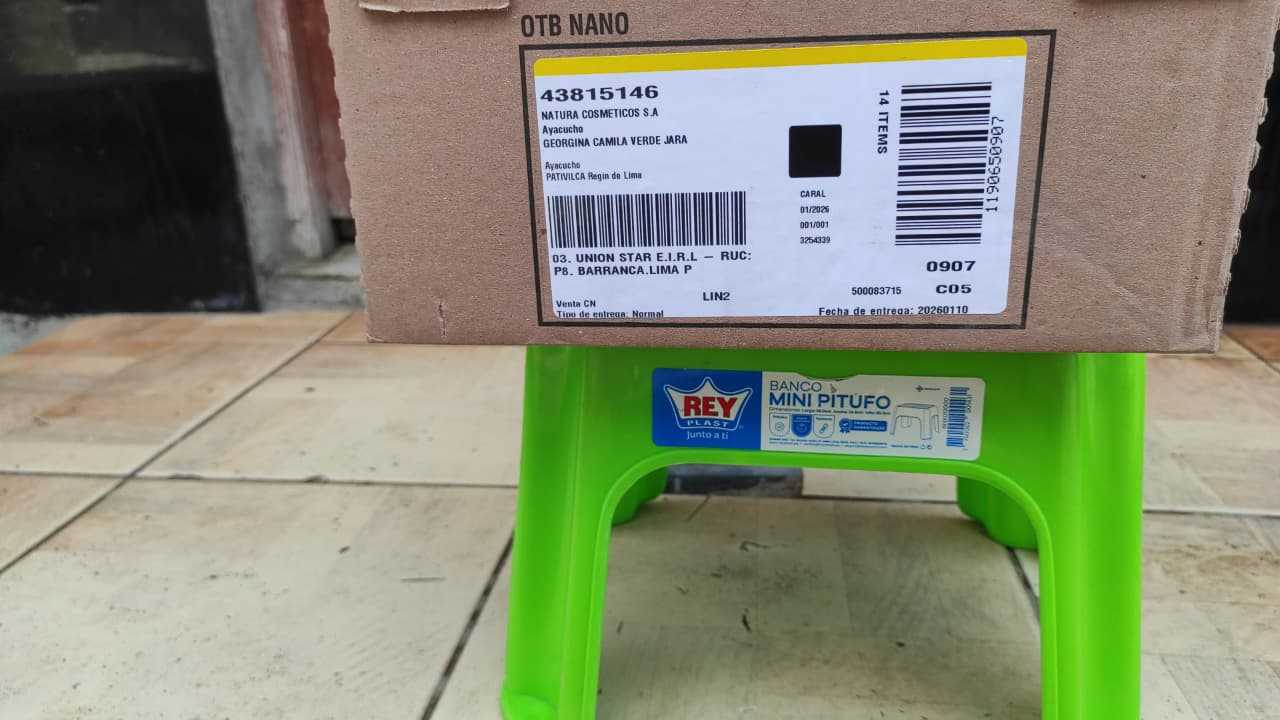 OTB NANO
43815146
NATURA COSMETICOS S.A
Ayacucho
GEORGINA CAMILA VERDE JARA
Ayacucho
PATIVILCA Regin de Lima
14 ITEMS
1190650907
CARAL
01/2026
001/001
3254339
03. UNION STAR E.I.R.L – RUC:
P8. BARRANCA.LIMA P
0907
LIN2
500083715
C05
Venta CN
Tipo de entrega: Normal
Fecha de entrega: 20260110
REY
PLAST
Junto a ti
BANCO
MINI PITUFO